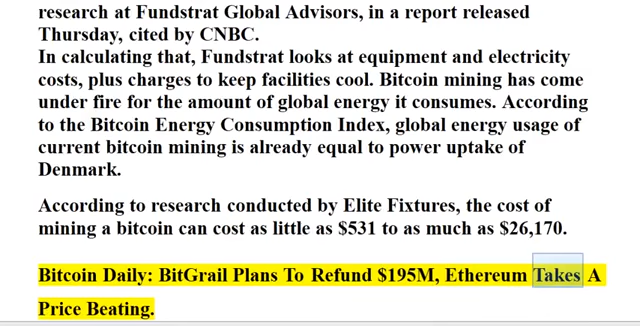 research at Fundstrat Global Advisors, in a report released
Thursday, cited by CNBC.
In calculating that, Fundstrat looks at equipment and electricity
costs, plus charges to keep facilities cool. Bitcoin mining has come
under fire for the amount of global energy it consumes. According
to the Bitcoin Energy Consumption Index, global energy usage of
current bitcoin mining is already equal to power uptake of
Denmark.
According to research conducted by Elite Fixtures, the cost of
mining a bitcoin can cost as little as $531 to as much as $26,170.
Bitcoin Daily: BitGrail Plans To Refund $195M, Ethereum Takes A
Price Beating.